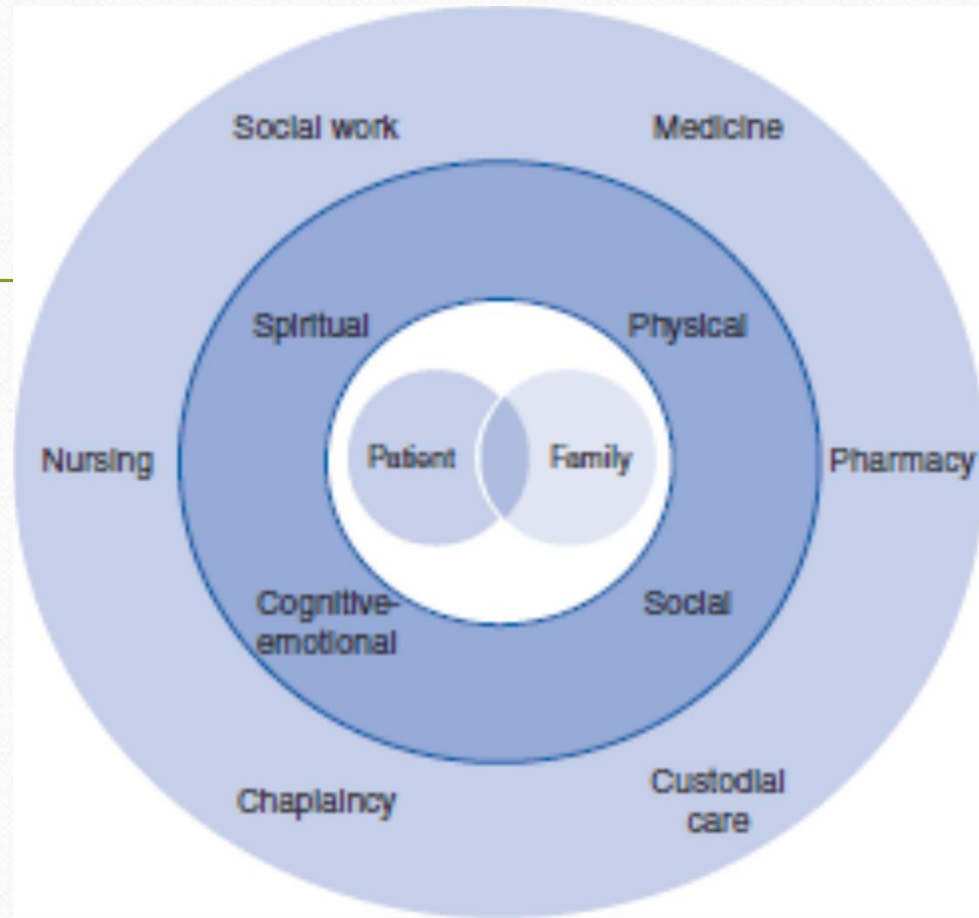 Social work
Medicine
Spiritual
Physical
Nursing
Patient
Family
Pharmacy
Cognitive-
emotional
Social
Chaplaincy
Custodial
care